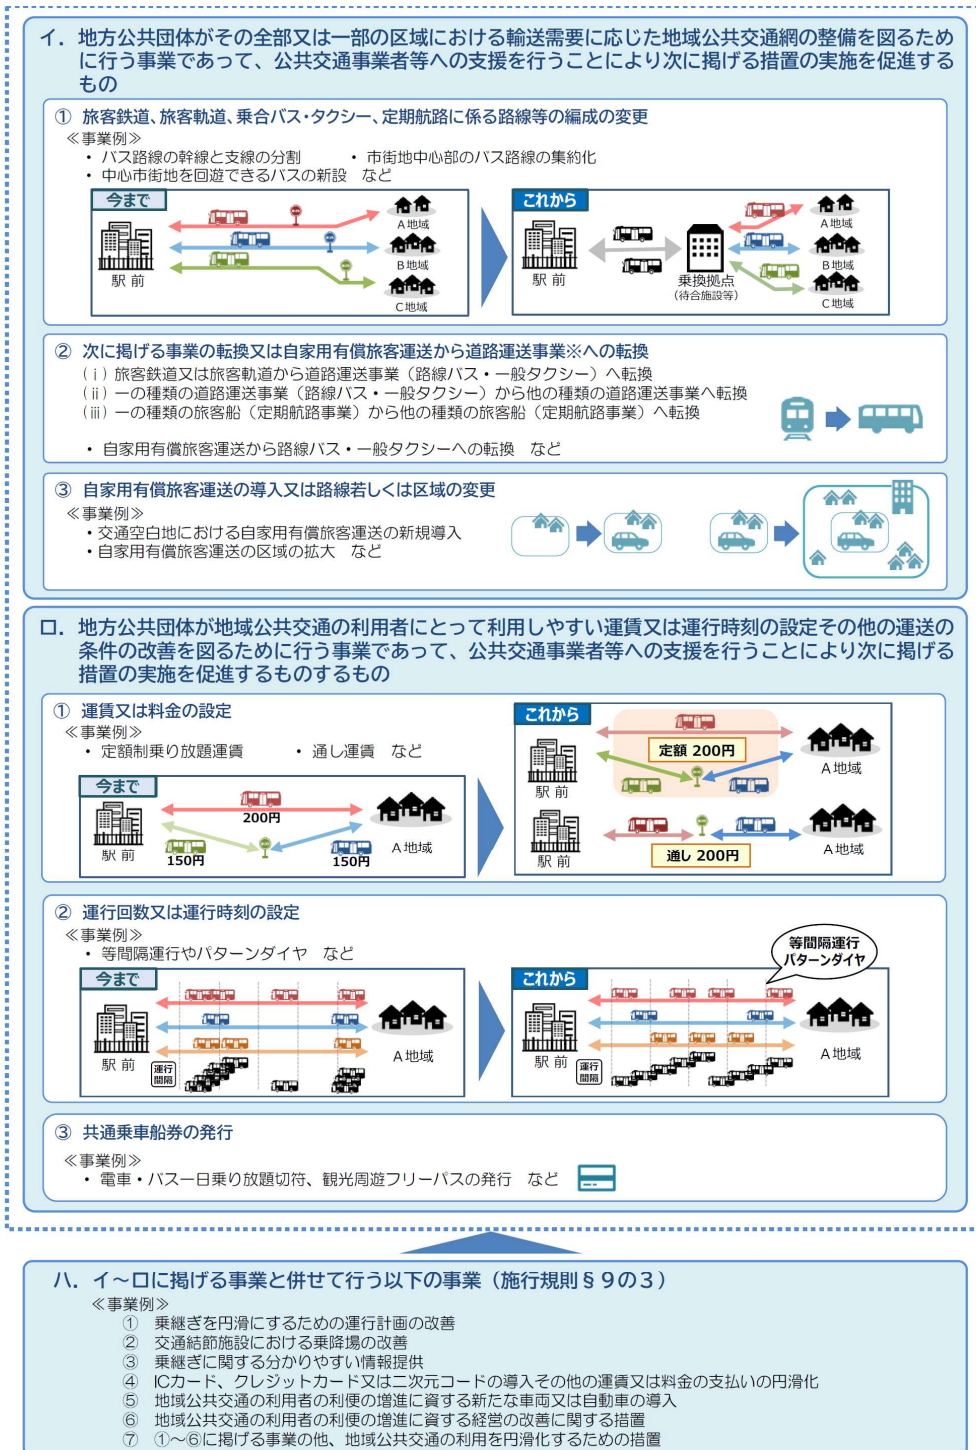 イ．地方公共団体がその全部又は一部の区域における輸送需要に応じた地域公共交通網の整備を図るため
に行う事業であって、公共交通事業者等への支援を行うことにより次に掲げる措置の実施を促進する
もの
① 旅客鉄道、旅客軌道、乗合バス・タクシー、定期航路に係る路線等の編成の変更
≪事業例≫
・ バス路線の幹線と支線の分割　・ 市街地中心部のバス路線の集約化
・ 中心市街地を回遊できるバスの新設　など
今まで
駅 前
A地域
B地域
C地域
これから
駅 前
乗換拠点
（待合施設等）
A地域
B地域
C地域
② 次に掲げる事業の転換又は自家用有償旅客運送から道路運送事業※への転換
（ⅰ）旅客鉄道又は旅客軌道から道路運送事業（路線バス・一般タクシー）へ転換
（ⅱ）一の種類の道路運送事業（路線バス・一般タクシー）から他の種類の道路運送事業へ転換
（ⅲ）一の種類の旅客船（定期航路事業）から他の種類の旅客船（定期航路事業）へ転換
・ 自家用有償旅客運送から路線バス・一般タクシーへの転換　など
③ 自家用有償旅客運送の導入又は路線若しくは区域の変更
≪事業例≫
・交通空白地における自家用有償旅客運送の新規導入
・自家用有償旅客運送の区域の拡大　など
ロ．地方公共団体が地域公共交通の利用者にとって利用しやすい運賃又は運行時刻の設定その他の運送の
条件の改善を図るために行う事業であって、公共交通事業者等への支援を行うことにより次に掲げる
措置の実施を促進するものするもの
① 運賃又は料金の設定
≪事業例≫
・ 定額制乗り放題運賃　・ 通し運賃　など
今まで
駅 前
200円
150円
150円
A地域
これから
駅 前
定額 200円
A地域
駅 前
通し 200円
A地域
② 運行回数又は運行時刻の設定
≪事業例≫
・ 等間隔運行やパターンダイヤ　など
今まで
駅 前
運行
間隔
A地域
これから
等間隔運行
パターンダイヤ
駅 前
運行
間隔
A地域
③ 共通乗車船券の発行
≪事業例≫
・ 電車・バス一日乗り放題切符、観光周遊フリーパスの発行　など
ハ．イ～ロに掲げる事業と併せて行う以下の事業（施行規則§９の３）
≪事業例≫
① 乗継ぎを円滑にするための運行計画の改善
② 交通結節施設における乗降場の改善
③ 乗継ぎに関する分かりやすい情報提供
④ ICカード、クレジットカード又は二次元コードの導入その他の運賃又は料金の支払いの円滑化
⑤ 地域公共交通の利用者の利便の増進に資する新たな車両又は自動車の導入
⑥ 地域公共交通の利用者の利便の増進に資する経営の改善に関する措置
⑦ ①～⑥に掲げる事業の他、地域公共交通の利用を円滑化するための措置